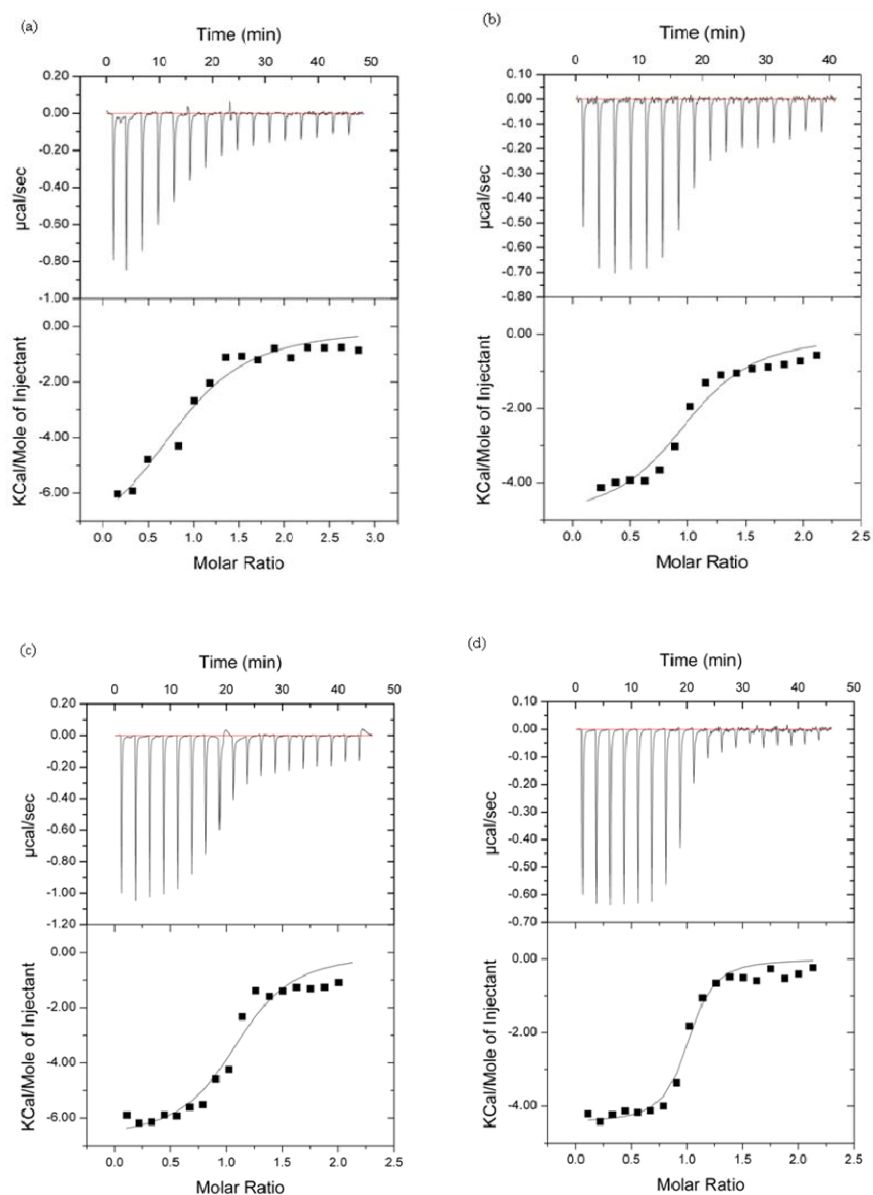 (a)
Time (min)
0 10 20 30 40 50
0.20
0.00
-0.20
-0.40
-0.60
-0.80
-1.00
µcal/sec
0.00
-2.00
-4.00
-6.00
KCal/Mole of Injectant
0.0 0.5 1.0 1.5 2.0 2.5 3.0
Molar Ratio
(b)
Time (min)
0 10 20 30 40
0.10
0.00
-0.10
-0.20
-0.30
-0.40
-0.50
-0.60
-0.70
-0.80
µcal/sec
0.00
-2.00
-4.00
KCal/Mole of Injectant
0.0 0.5 1.0 1.5 2.0 2.5
Molar Ratio
(c)
Time (min)
0 10 20 30 40 50
0.20
0.00
-0.20
-0.40
-0.60
-0.80
-1.00
-1.20
µcal/sec
0.00
-2.00
-4.00
-6.00
KCal/Mole of Injectant
0.0 0.5 1.0 1.5 2.0 2.5
Molar Ratio
(d)
Time (min)
0 10 20 30 40 50
0.10
0.00
-0.10
-0.20
-0.30
-0.40
-0.50
-0.60
-0.70
µcal/sec
0.00
-2.00
-4.00
KCal/Mole of Injectant
0.0 0.5 1.0 1.5 2.0 2.5
Molar Ratio